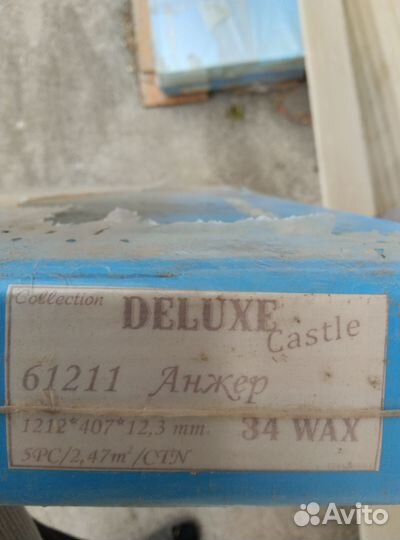 Collection DELUXE Castle
61211 Анжер
1212*407*12,3 mm. 34 WAX
5PC/2,47m²/CTN
Avito